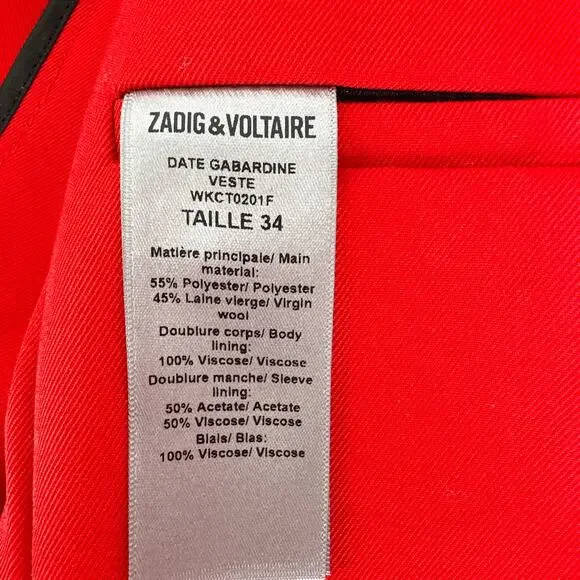 ZADIG & VOLTAIRE
DATE GABARDINE
VESTE
WKCT0201F
TAILLE 34
Matière principale/ Main
material:
55% Polyester/ Polyester
45% Laine vierge/ Virgin
wool
Doublure corps/ Body
lining:
100% Viscose/ Viscose
Doublure manche/ Sleeve
lining:
50% Acetate/ Acetate
50% Viscose/ Viscose
Biais/ Bias:
100% Viscose/ Viscose